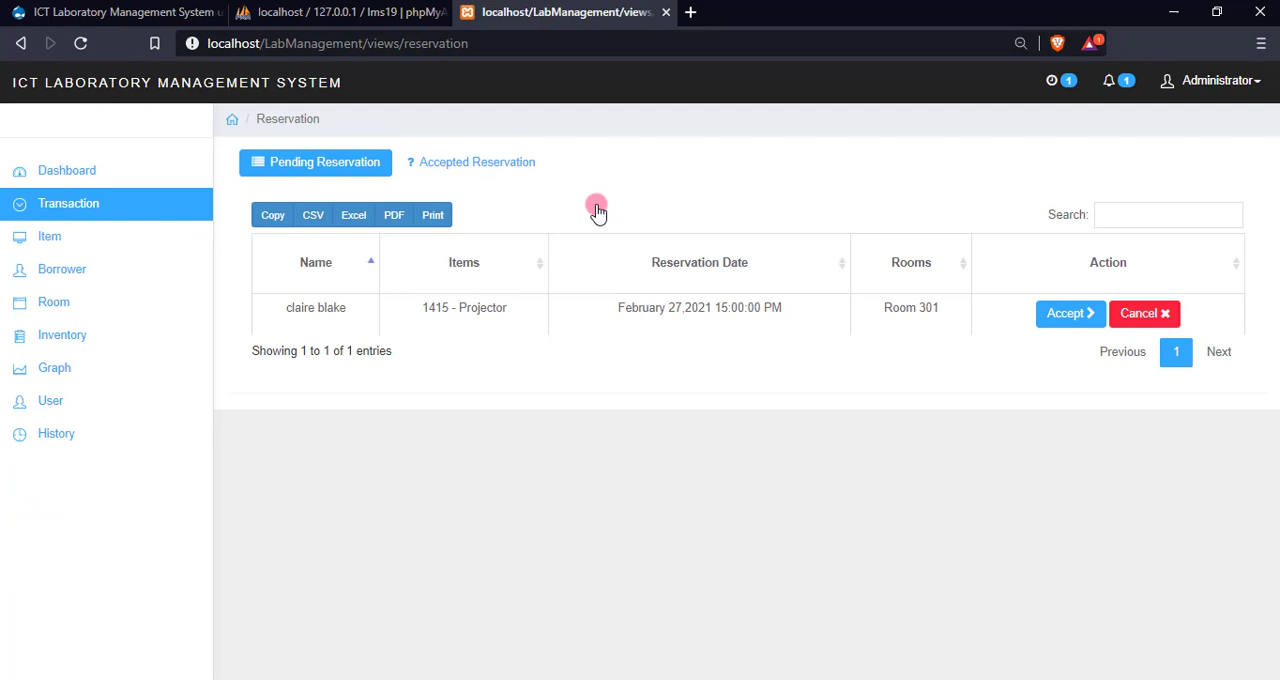 ICT Laboratory Management System u
localhost / 127.0.0.1 / lms19 | phpMyA
localhost/LabManagement/views,
localhost/LabManagement/views/reservation
1
ICT LABORATORY MANAGEMENT SYSTEM
1
1
Administrator
/ Reservation
Pending Reservation
? Accepted Reservation
Dashboard
Transaction
Item
Borrower
Room
Inventory
Graph
User
History
Copy CSV Excel PDF Print
Search:
Name Items Reservation Date Rooms Action
claire blake 1415 - Projector February 27,2021 15:00:00 PM Room 301 Accept Cancel
Showing 1 to 1 of 1 entries
Previous 1 Next